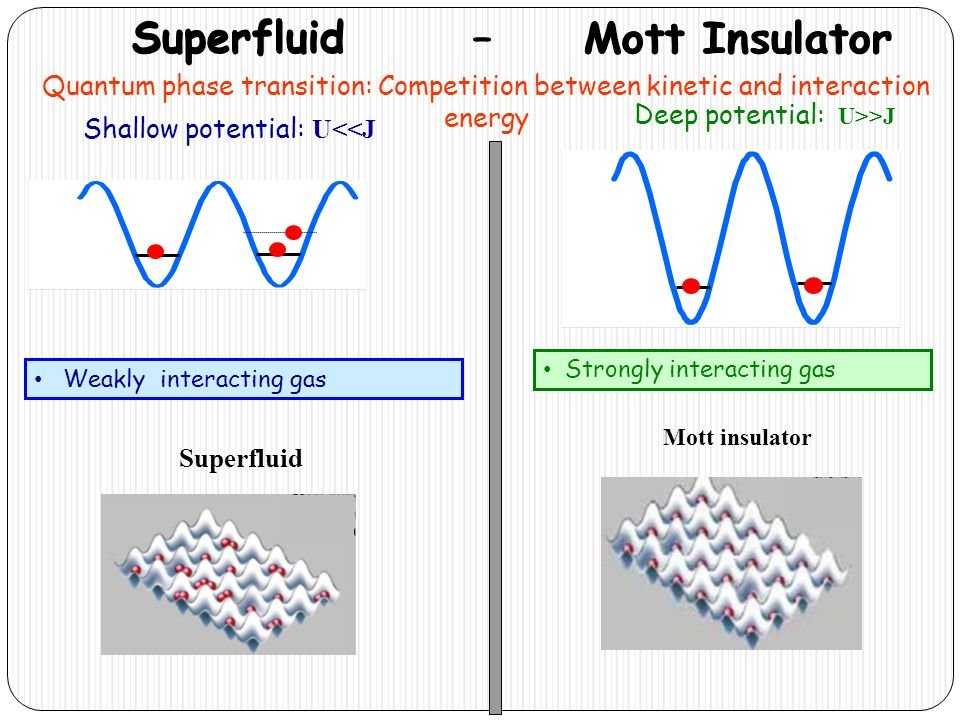 Superfluid – Mott Insulator
Quantum phase transition: Competition between kinetic and interaction
energy
Shallow potential: U<<J
Deep potential: U>>J
• Weakly interacting gas
• Strongly interacting gas
Superfluid
Mott insulator